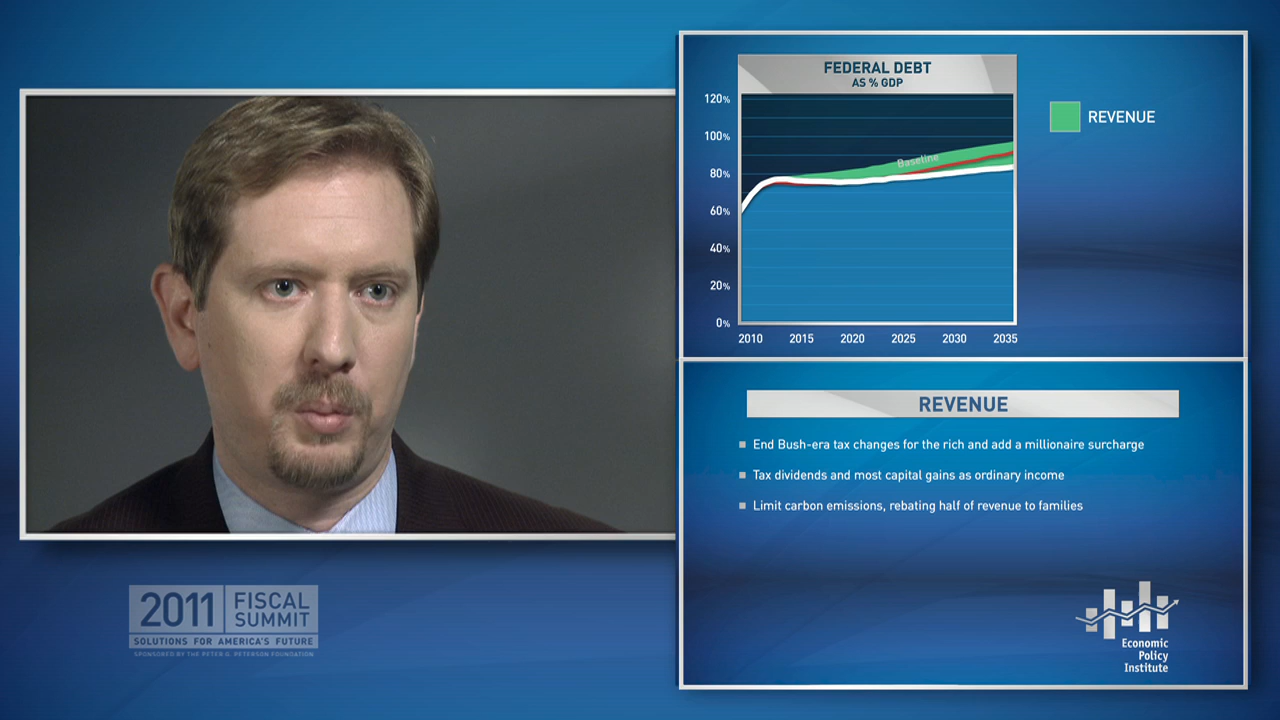 FEDERAL DEBT
AS % GDP
120%
100%
80%
60%
40%
20%
0%
2010 2015 2020 2025 2030 2035
Baseline
REVENUE
REVENUE
End Bush-era tax changes for the rich and add a millionaire surcharge
Tax dividends and most capital gains as ordinary income
Limit carbon emissions, rebating half of revenue to families
Economic
Policy
Institute
2011 FISCAL
SUMMIT
SOLUTIONS FOR AMERICA'S FUTURE
SPONSORED BY THE PETER G. PETERSON FOUNDATION